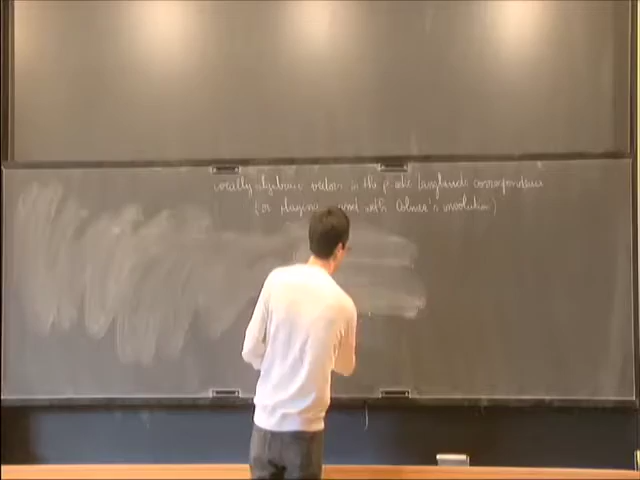 Locally algebraic vectors in the p-adic Langlands correspondence
(or playing around with Colmez's involution)